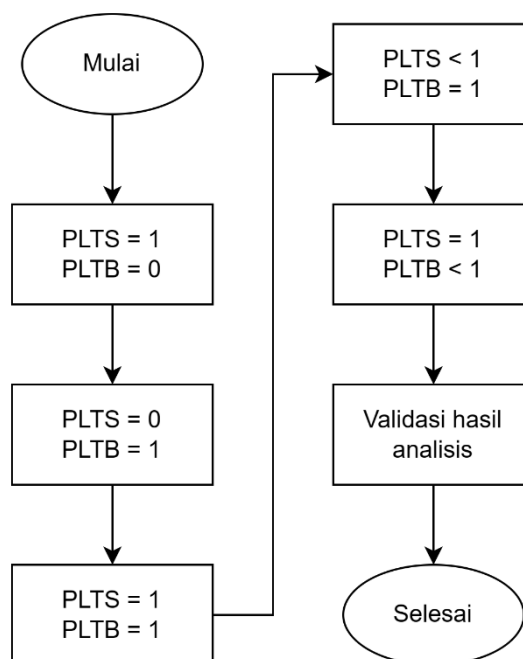 Mulai
PLTS = 1
PLTB = 0
PLTS = 0
PLTB = 1
PLTS = 1
PLTB = 1
PLTS < 1
PLTB = 1
PLTS = 1
PLTB < 1
Validasi hasil
analisis
Selesai